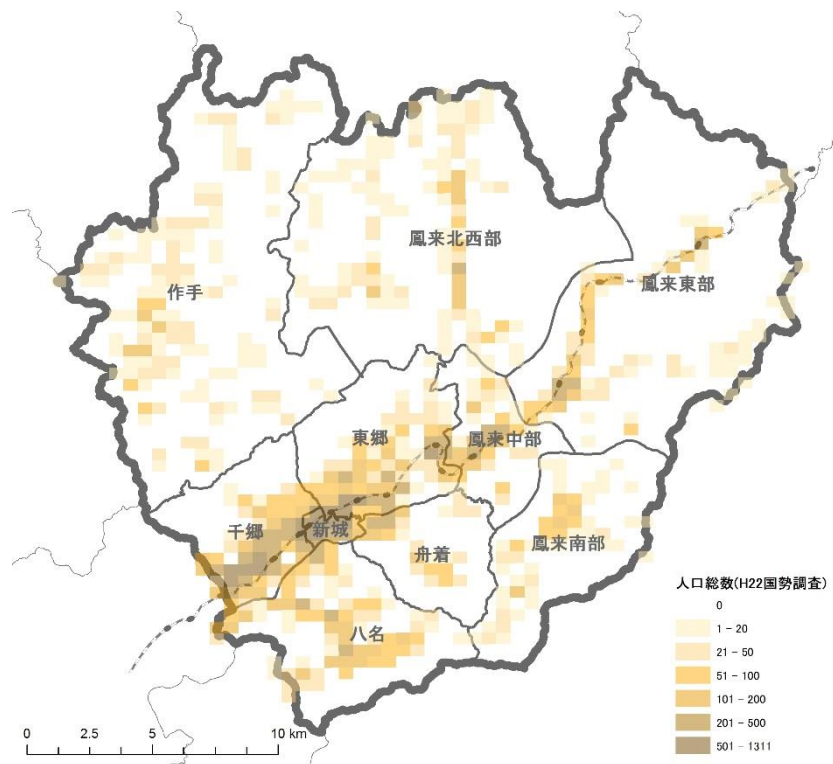 鳳来北西部
作手
鳳来東部
東郷
鳳来中部
千郷
新城
舟着
鳳来南部
八名
人口総数(H22国勢調査)
0
1 - 20
21 - 50
51 - 100
101 - 200
201 - 500
501 - 1311
0 2.5 5 10 km